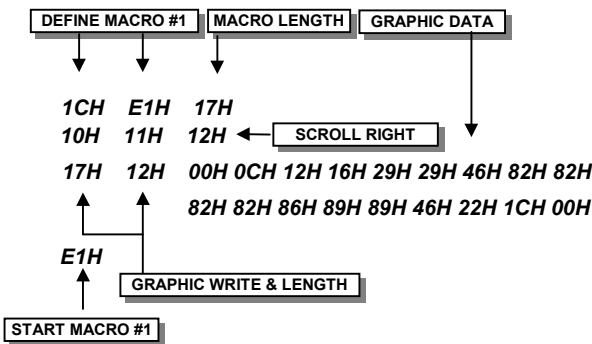 DEFINE MACRO #1 MACRO LENGTH GRAPHIC DATA
1CH E1H 17H
10H 11H 12H SCROLL RIGHT
17H 12H 00H 0CH 12H 16H 29H 29H 46H 82H 82H
82H 82H 86H 89H 89H 46H 22H 1CH 00H
E1H
GRAPHIC WRITE & LENGTH
START MACRO #1